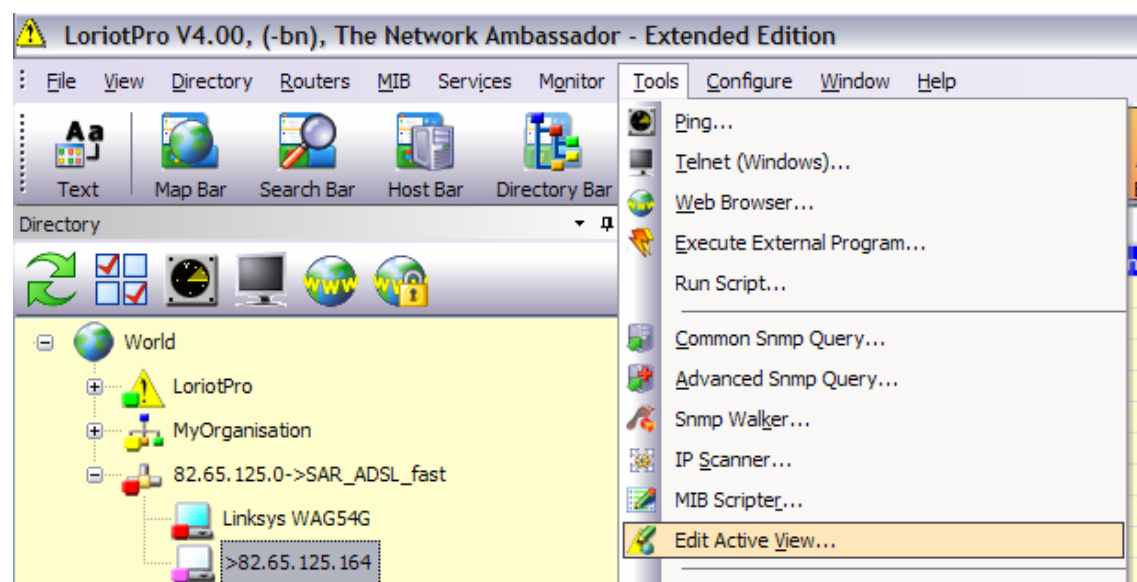 LoriotPro V4.00, (-bn), The Network Ambassador - Extended Edition
File View Directory Routers MIB Services Monitor Tools Configure Window Help
Text Map Bar Search Bar Host Bar Directory Bar
Directory
World
LoriotPro
MyOrganisation
82.65.125.0->SAR_ADSL_fast
Linksys WAG54G
>82.65.125.164
Ping...
Telnet (Windows)...
Web Browser...
Execute External Program...
Run Script...
Common Snmp Query...
Advanced Snmp Query...
Snmp Walker...
IP Scanner...
MIB Scripter...
Edit Active View...